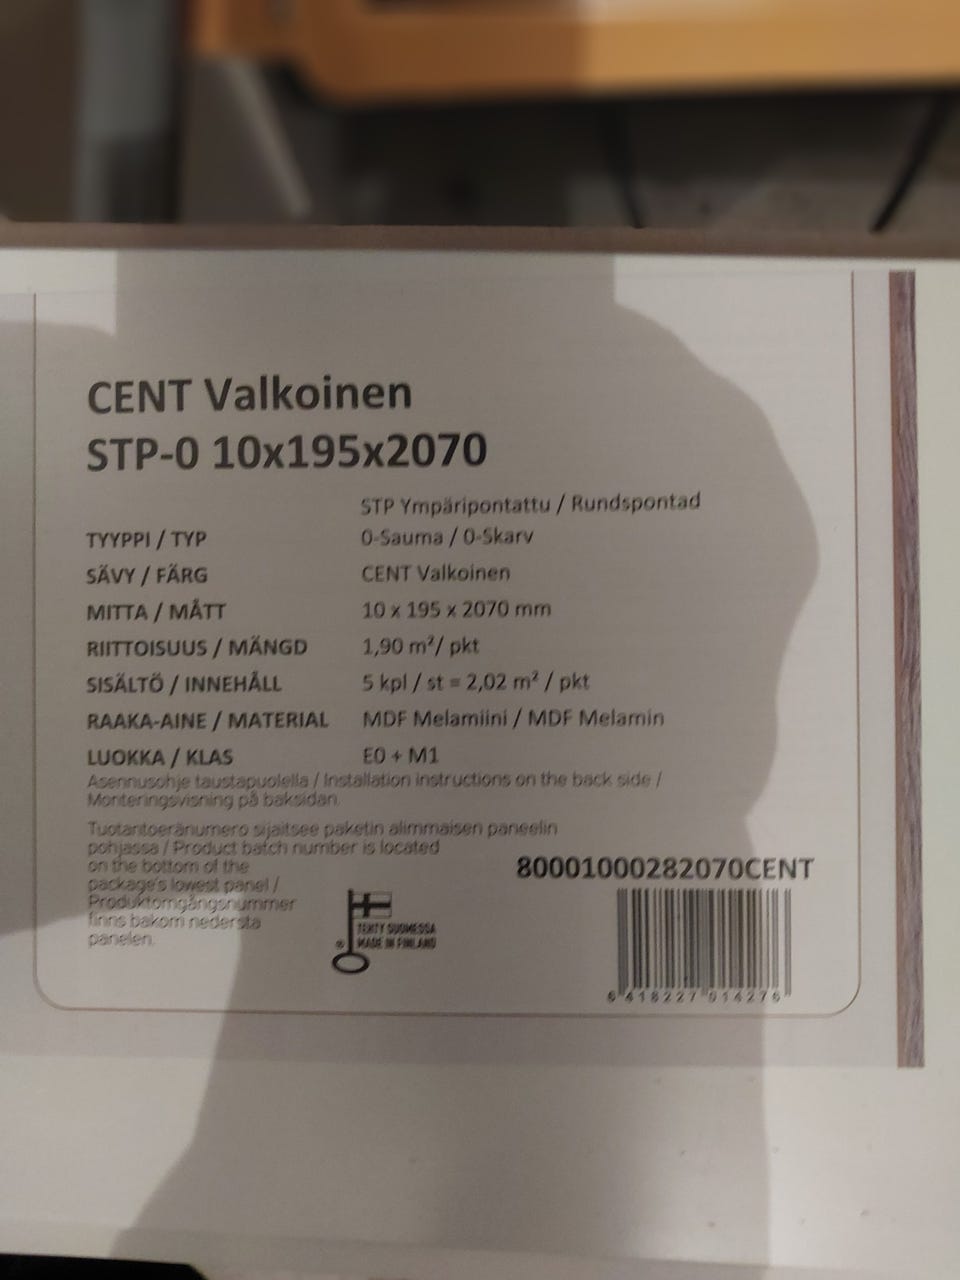 CENT Valkoinen
STP-0 10x195x2070
STP Ympäripontattu / Rundspontad
TYYPPI / TYP 0-Sauma / 0-Skarv
SÄVY / FÄRG CENT Valkoinen
MITTA / MÅTT 10 x 195 x 2070 mm
RIITTOISUUS / MÄNGD 1,90 m²/ pkt
SISÄLTÖ / INNEHÅLL 5 kpl / st = 2,02 m² / pkt
RAAKA-AINE / MATERIAL MDF Melamiini / MDF Melamin
LUOKKA / KLAS E0 + M1
Asennusohje taustapuolella / Installation instructions on the back side /
Monteringsvisning på baksidan.
Tuotantoeränumero sijaitsee paketin alimmaisen paneelin
pohjassa / Product batch number is located
on the bottom of the
package's lowest panel /
Produktomgångsnummer
finns bakom nedersta
panelen.
80001000282070CENT
TEHTY SUOMESSA
® MADE IN FINLAND
6 418227 014276